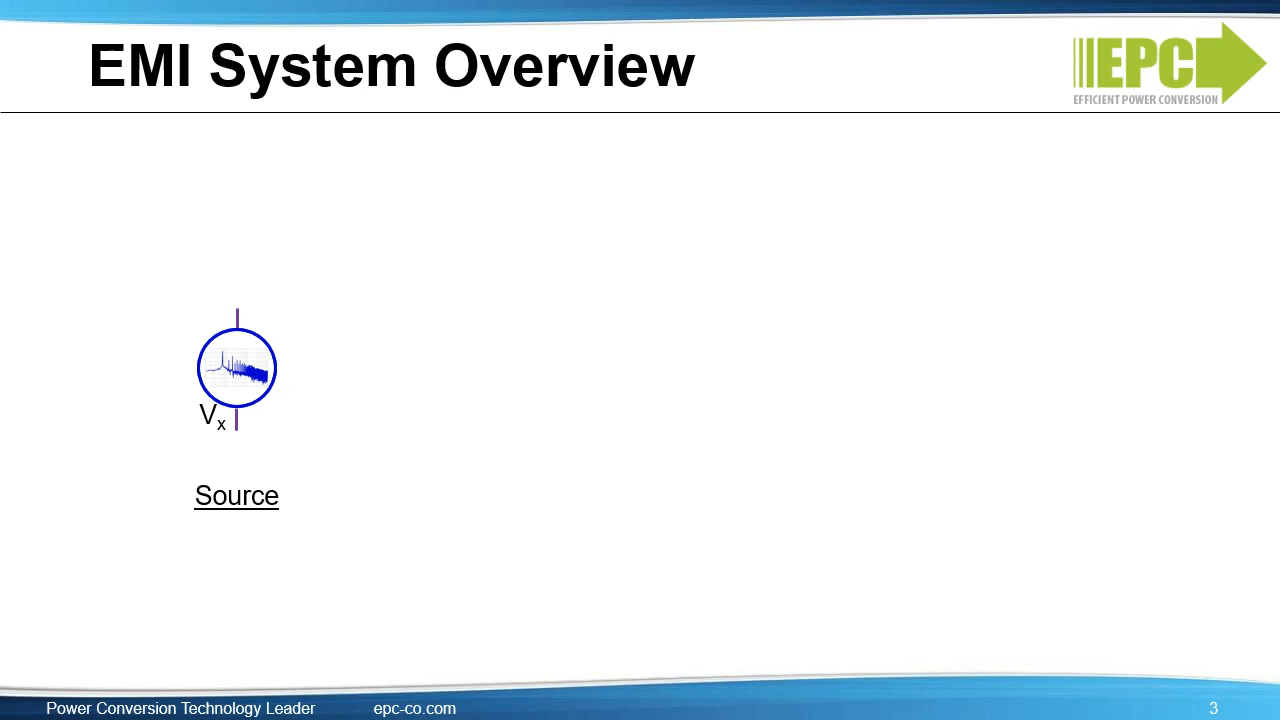 EMI System Overview
EPC
EFFICIENT POWER CONVERSION
Vx
Source
Power Conversion Technology Leader epc-co.com 3